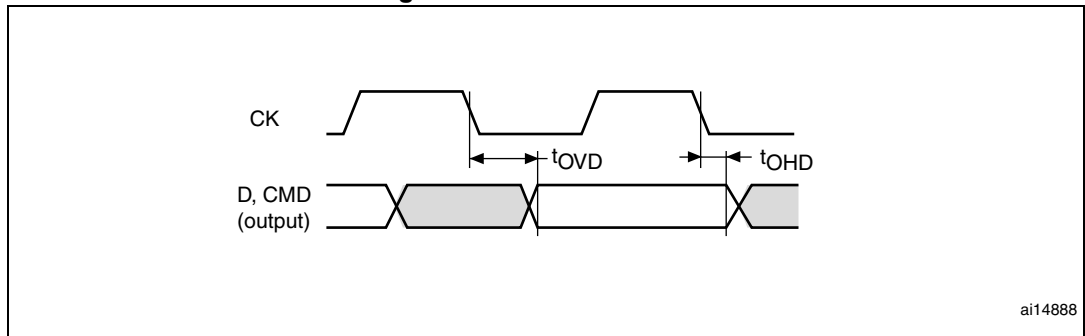 CK
tOVD
tOHD
D, CMD
(output)
ai14888